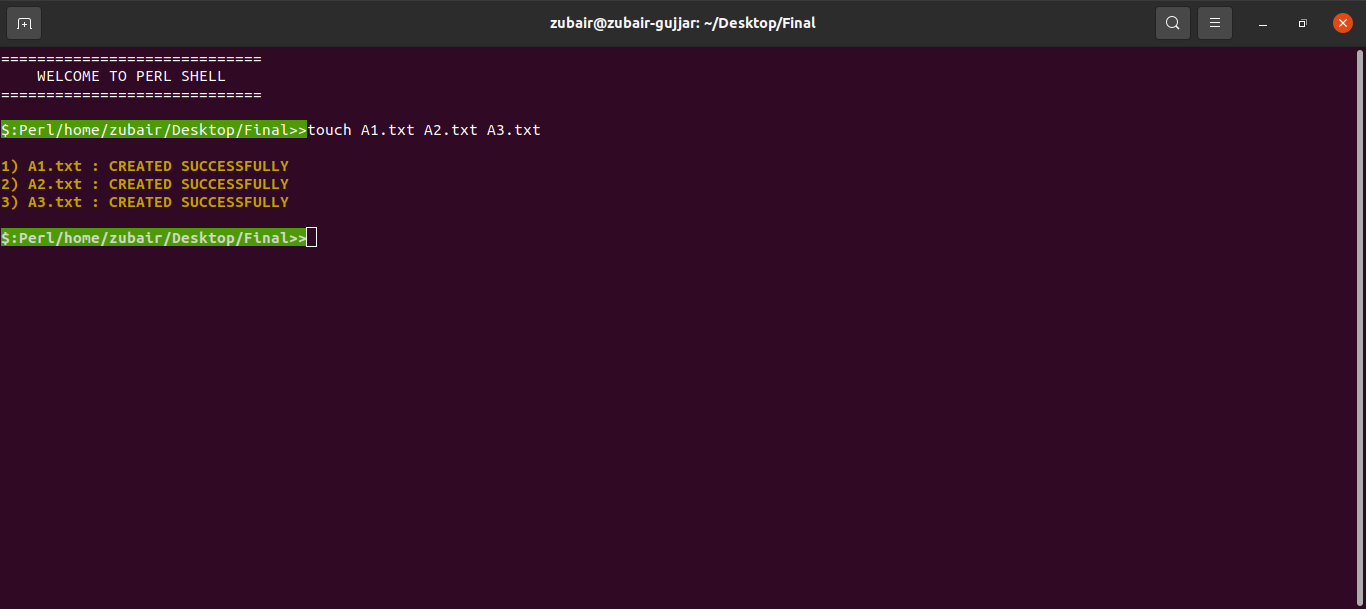 zubair@zubair-gujjar: ~/Desktop/Final
=============================
    WELCOME TO PERL SHELL
=============================
$:Perl/home/zubair/Desktop/Final>>touch A1.txt A2.txt A3.txt
1) A1.txt : CREATED SUCCESSFULLY
2) A2.txt : CREATED SUCCESSFULLY
3) A3.txt : CREATED SUCCESSFULLY
$:Perl/home/zubair/Desktop/Final>>